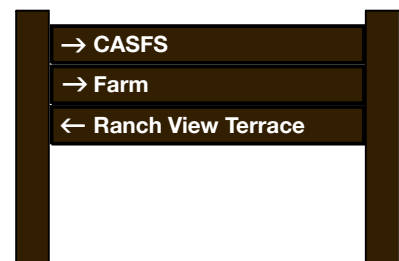 → CASFS
→ Farm
← Ranch View Terrace